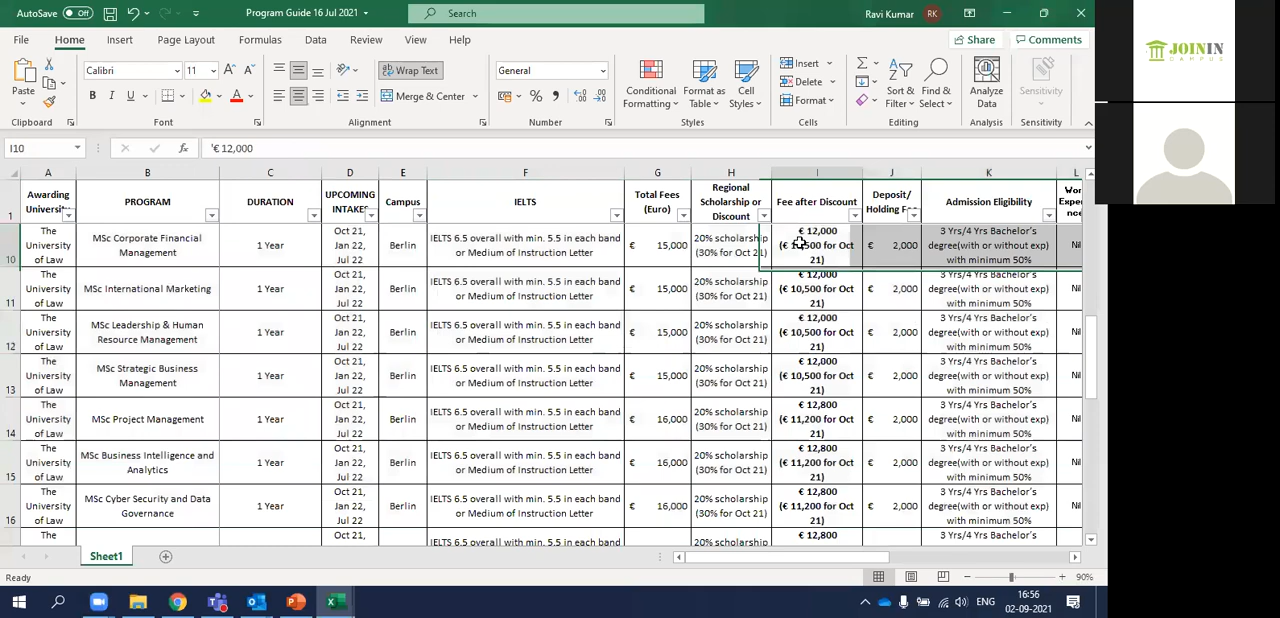 AutoSave Off
Program Guide 16 Jul 2021
Search
Ravi Kumar RK
File Home Insert Page Layout Formulas Data Review View Help Share Comments
Paste
Calibri 11
B I U
Wrap Text
Merge & Center
General
Conditional Formatting
Format as Table
Cell Styles
Insert
Delete
Format
Sort & Filter
Find & Select
Analyze Data
Sensitivity
Clipboard Font Alignment Number Styles Cells Editing Analysis Sensitivity
I10 fx '€ 12,000
A B C D E F G H I J K L
1 Awarding PROGRAM DURATION UPCOMING INTAKES Campus IELTS Total Fees (Euro) Regional Scholarship or Discount Fee after Discount Deposit/ Admission Eligibility
10 The University of Law MSc Corporate Financial Management 1 Year Oct 21, Jan 22, Jul 22 Berlin IELTS 6.5 overall with min. 5.5 in each band or Medium of Instruction Letter € 15,000 20% scholarship (30% for Oct 21) € 12,000 for Oct 21) € 2,000 3 Yrs/4 Yrs Bachelor's degree(with or without exp) with minimum 50% Nil
11 The University of Law MSc International Marketing 1 Year Oct 21, Jan 22, Jul 22 Berlin IELTS 6.5 overall with min. 5.5 in each band or Medium of Instruction Letter € 15,000 20% scholarship (30% for Oct 21) € 12,000 (€ 10,500 for Oct 21) € 2,000 3 Yrs/4 Yrs Bachelor's degree(with or without exp) with minimum 50% Nil
12 The University of Law MSc Leadership & Human Resource Management 1 Year Oct 21, Jan 22, Jul 22 Berlin IELTS 6.5 overall with min. 5.5 in each band or Medium of Instruction Letter € 15,000 20% scholarship (30% for Oct 21) € 12,000 (€ 10,500 for Oct 21) € 2,000 3 Yrs/4 Yrs Bachelor's degree(with or without exp) with minimum 50% Nil
13 The University of Law MSc Strategic Business Management 1 Year Oct 21, Jan 22, Jul 22 Berlin IELTS 6.5 overall with min. 5.5 in each band or Medium of Instruction Letter € 15,000 20% scholarship (30% for Oct 21) € 12,000 (€ 10,500 for Oct 21) € 2,000 3 Yrs/4 Yrs Bachelor's degree(with or without exp) with minimum 50% Nil
14 The University of Law MSc Project Management 1 Year Oct 21, Jan 22, Jul 22 Berlin IELTS 6.5 overall with min. 5.5 in each band or Medium of Instruction Letter € 16,000 20% scholarship (30% for Oct 21) € 12,800 (€ 11,200 for Oct 21) € 2,000 3 Yrs/4 Yrs Bachelor's degree(with or without exp) with minimum 50% Nil
15 The University of Law MSc Business Intelligence and Analytics 1 Year Oct 21, Jan 22, Jul 22 Berlin IELTS 6.5 overall with min. 5.5 in each band or Medium of Instruction Letter € 16,000 20% scholarship (30% for Oct 21) € 12,800 (€ 11,200 for Oct 21) € 2,000 3 Yrs/4 Yrs Bachelor's degree(with or without exp) with minimum 50% Nil
16 The University of Law MSc Cyber Security and Data Governance 1 Year Oct 21, Jan 22, Jul 22 Berlin IELTS 6.5 overall with min. 5.5 in each band or Medium of Instruction Letter € 16,000 20% scholarship (30% for Oct 21) € 12,800 (€ 11,200 for Oct 21) € 2,000 3 Yrs/4 Yrs Bachelor's degree(with or without exp) with minimum 50% Nil
The Oct 21, IELTS 6.5 overall with min. 5.5 in each band 20% scholarship € 12,800 3 Yrs/4 Yrs Bachelor's
Sheet1
Ready
90%
ENG
16:56
02-09-2021
JOININ
CAMPUS